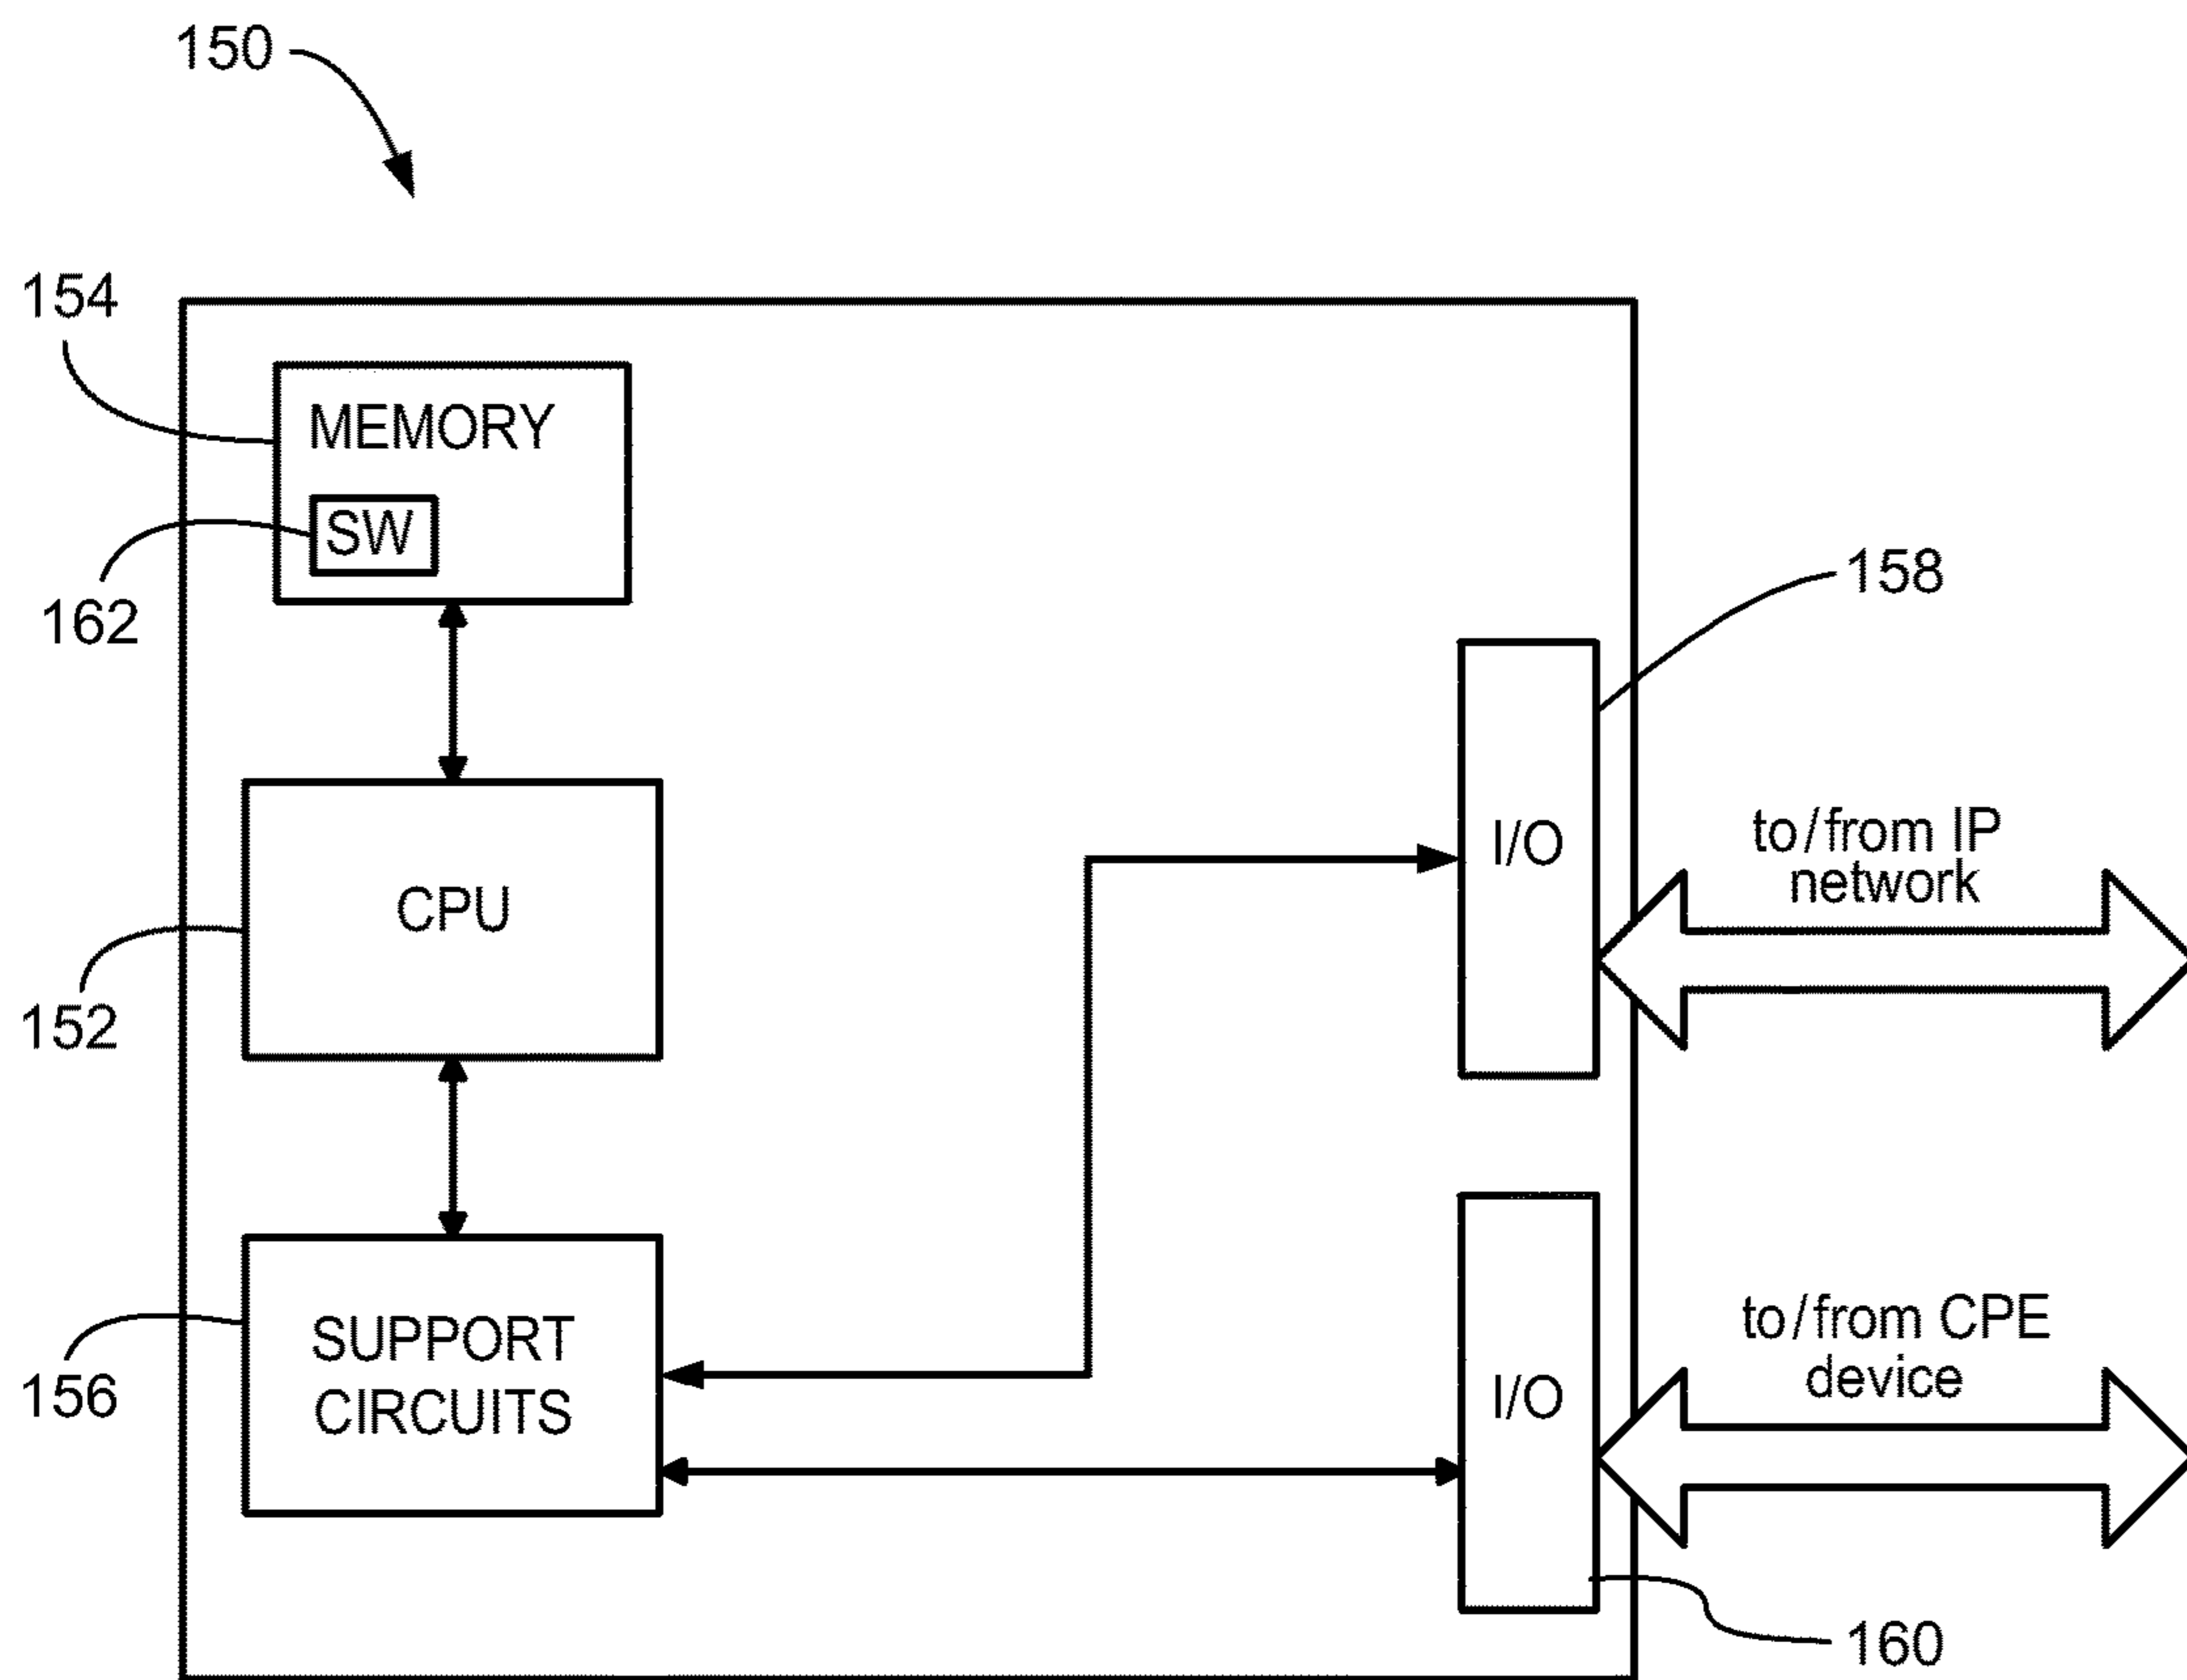 150
154
MEMORY
SW
162
158
I/O
to/from IP
network
CPU
152
SUPPORT
CIRCUITS
156
I/O
to/from CPE
device
160